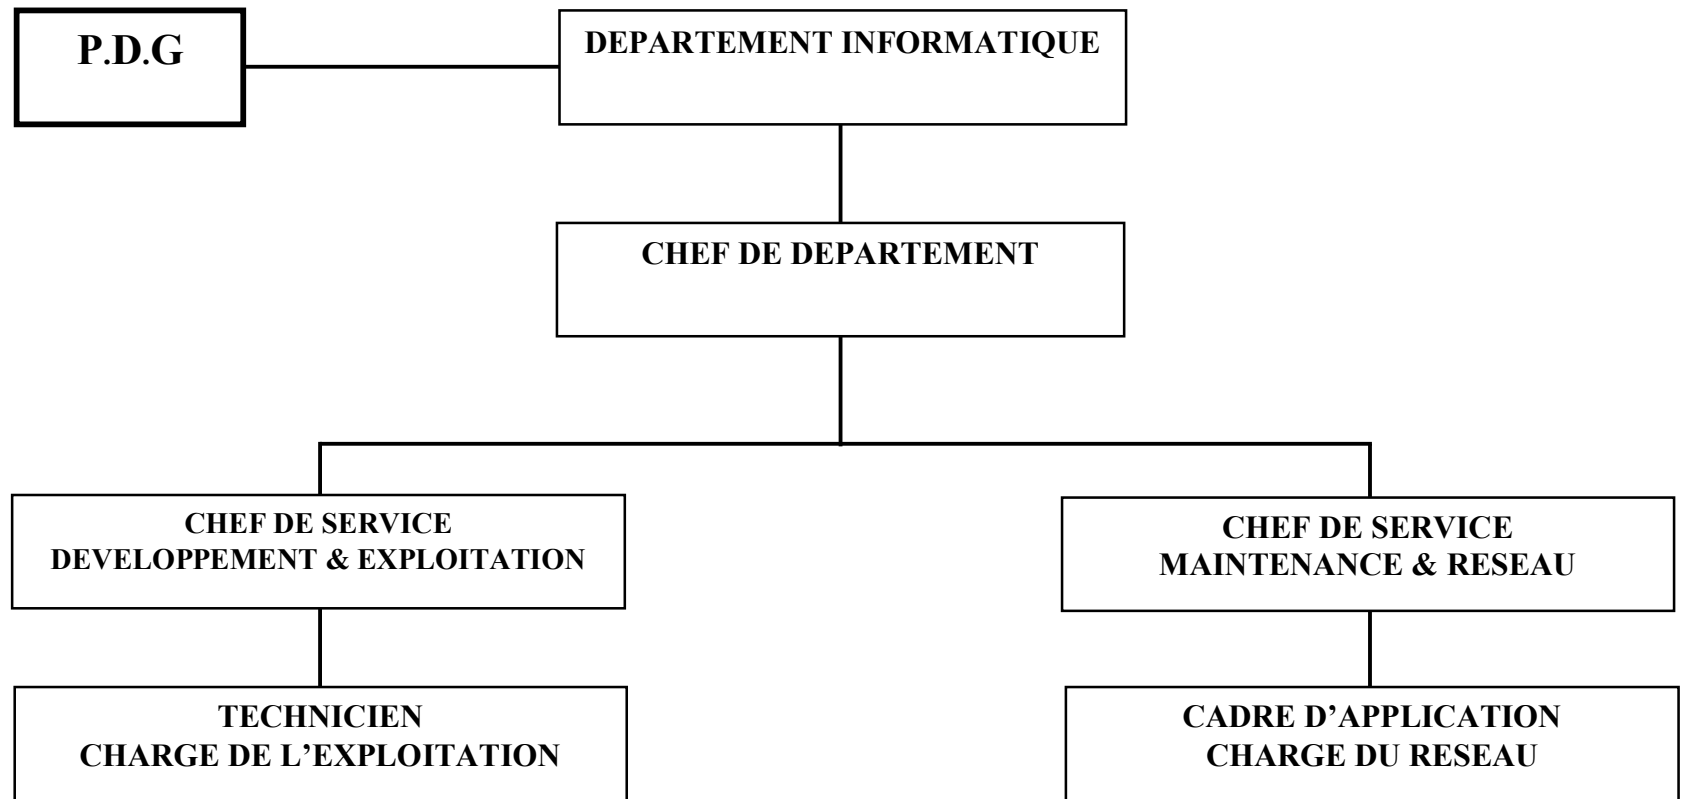 P.D.G
DEPARTEMENT INFORMATIQUE
CHEF DE DEPARTEMENT
CHEF DE SERVICE
DEVELOPPEMENT & EXPLOITATION
CHEF DE SERVICE
MAINTENANCE & RESEAU
TECHNICIEN
CHARGE DE L’EXPLOITATION
CADRE D’APPLICATION
CHARGE DU RESEAU